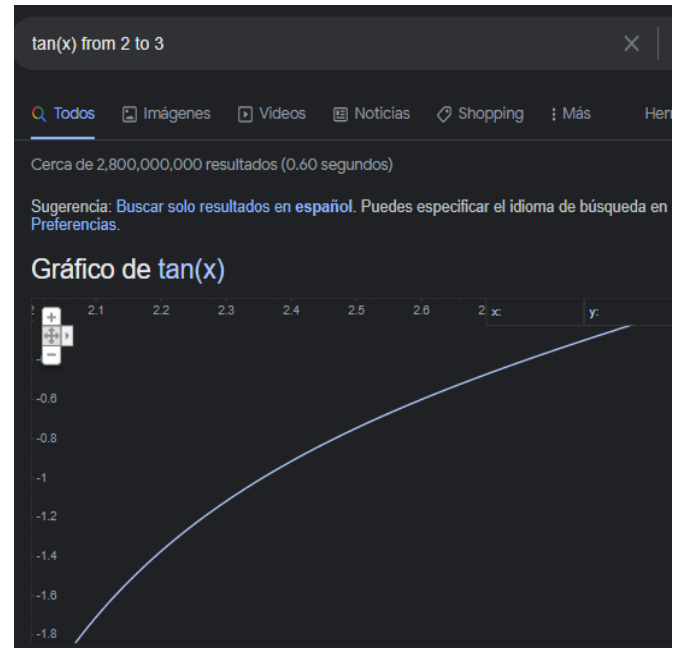 tan(x) from 2 to 3
Todos Imágenes Videos Noticias Shopping Más
Cerca de 2,800,000,000 resultados (0.60 segundos)
Sugerencia: Buscar solo resultados en español. Puedes especificar el idioma de búsqueda en
Preferencias.
Gráfico de tan(x)
2.1 2.2 2.3 2.4 2.5 2.6 x: y:
-0.6
-0.8
-1
-1.2
-1.4
-1.6
-1.8